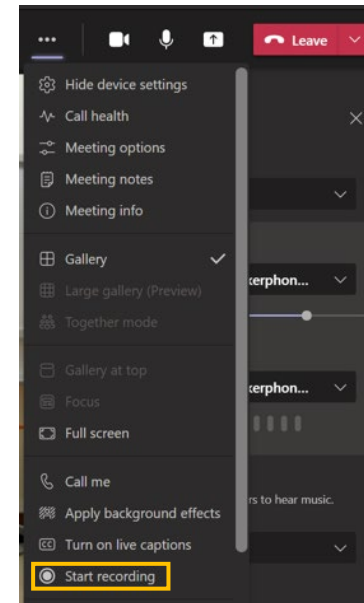 Leave
Hide device settings
Call health
Meeting options
Meeting notes
Meeting info
Gallery
Large gallery (Preview)
Together mode
Gallery at top
Focus
Full screen
Call me
Apply background effects
CC Turn on live captions
Start recording
kerphon...
kerphon...
rs to hear music.